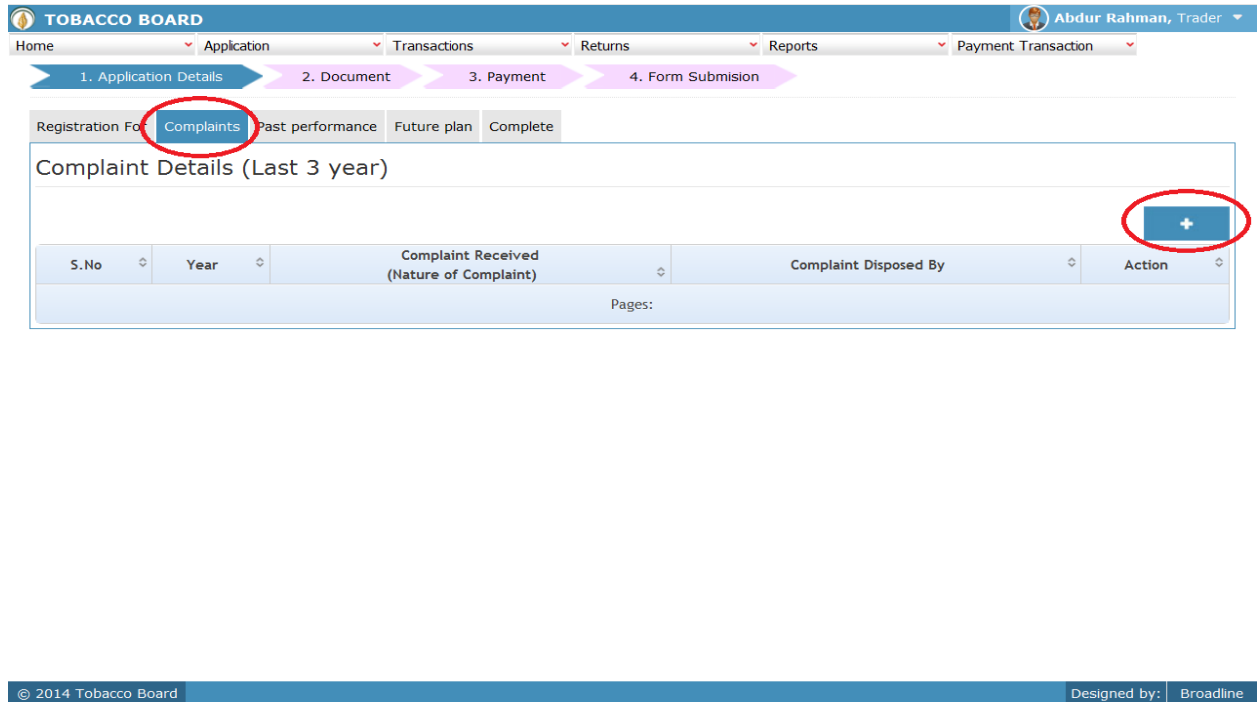 TOBACCO BOARD
Abdur Rahman, Trader
Home Application Transactions Returns Reports Payment Transaction
1. Application Details 2. Document 3. Payment 4. Form Submision
Registration For Complaints Past performance Future plan Complete
Complaint Details (Last 3 year)
S.No Year Complaint Received Complaint Disposed By Action
(Nature of Complaint)
Pages:
© 2014 Tobacco Board Designed by: Broadline